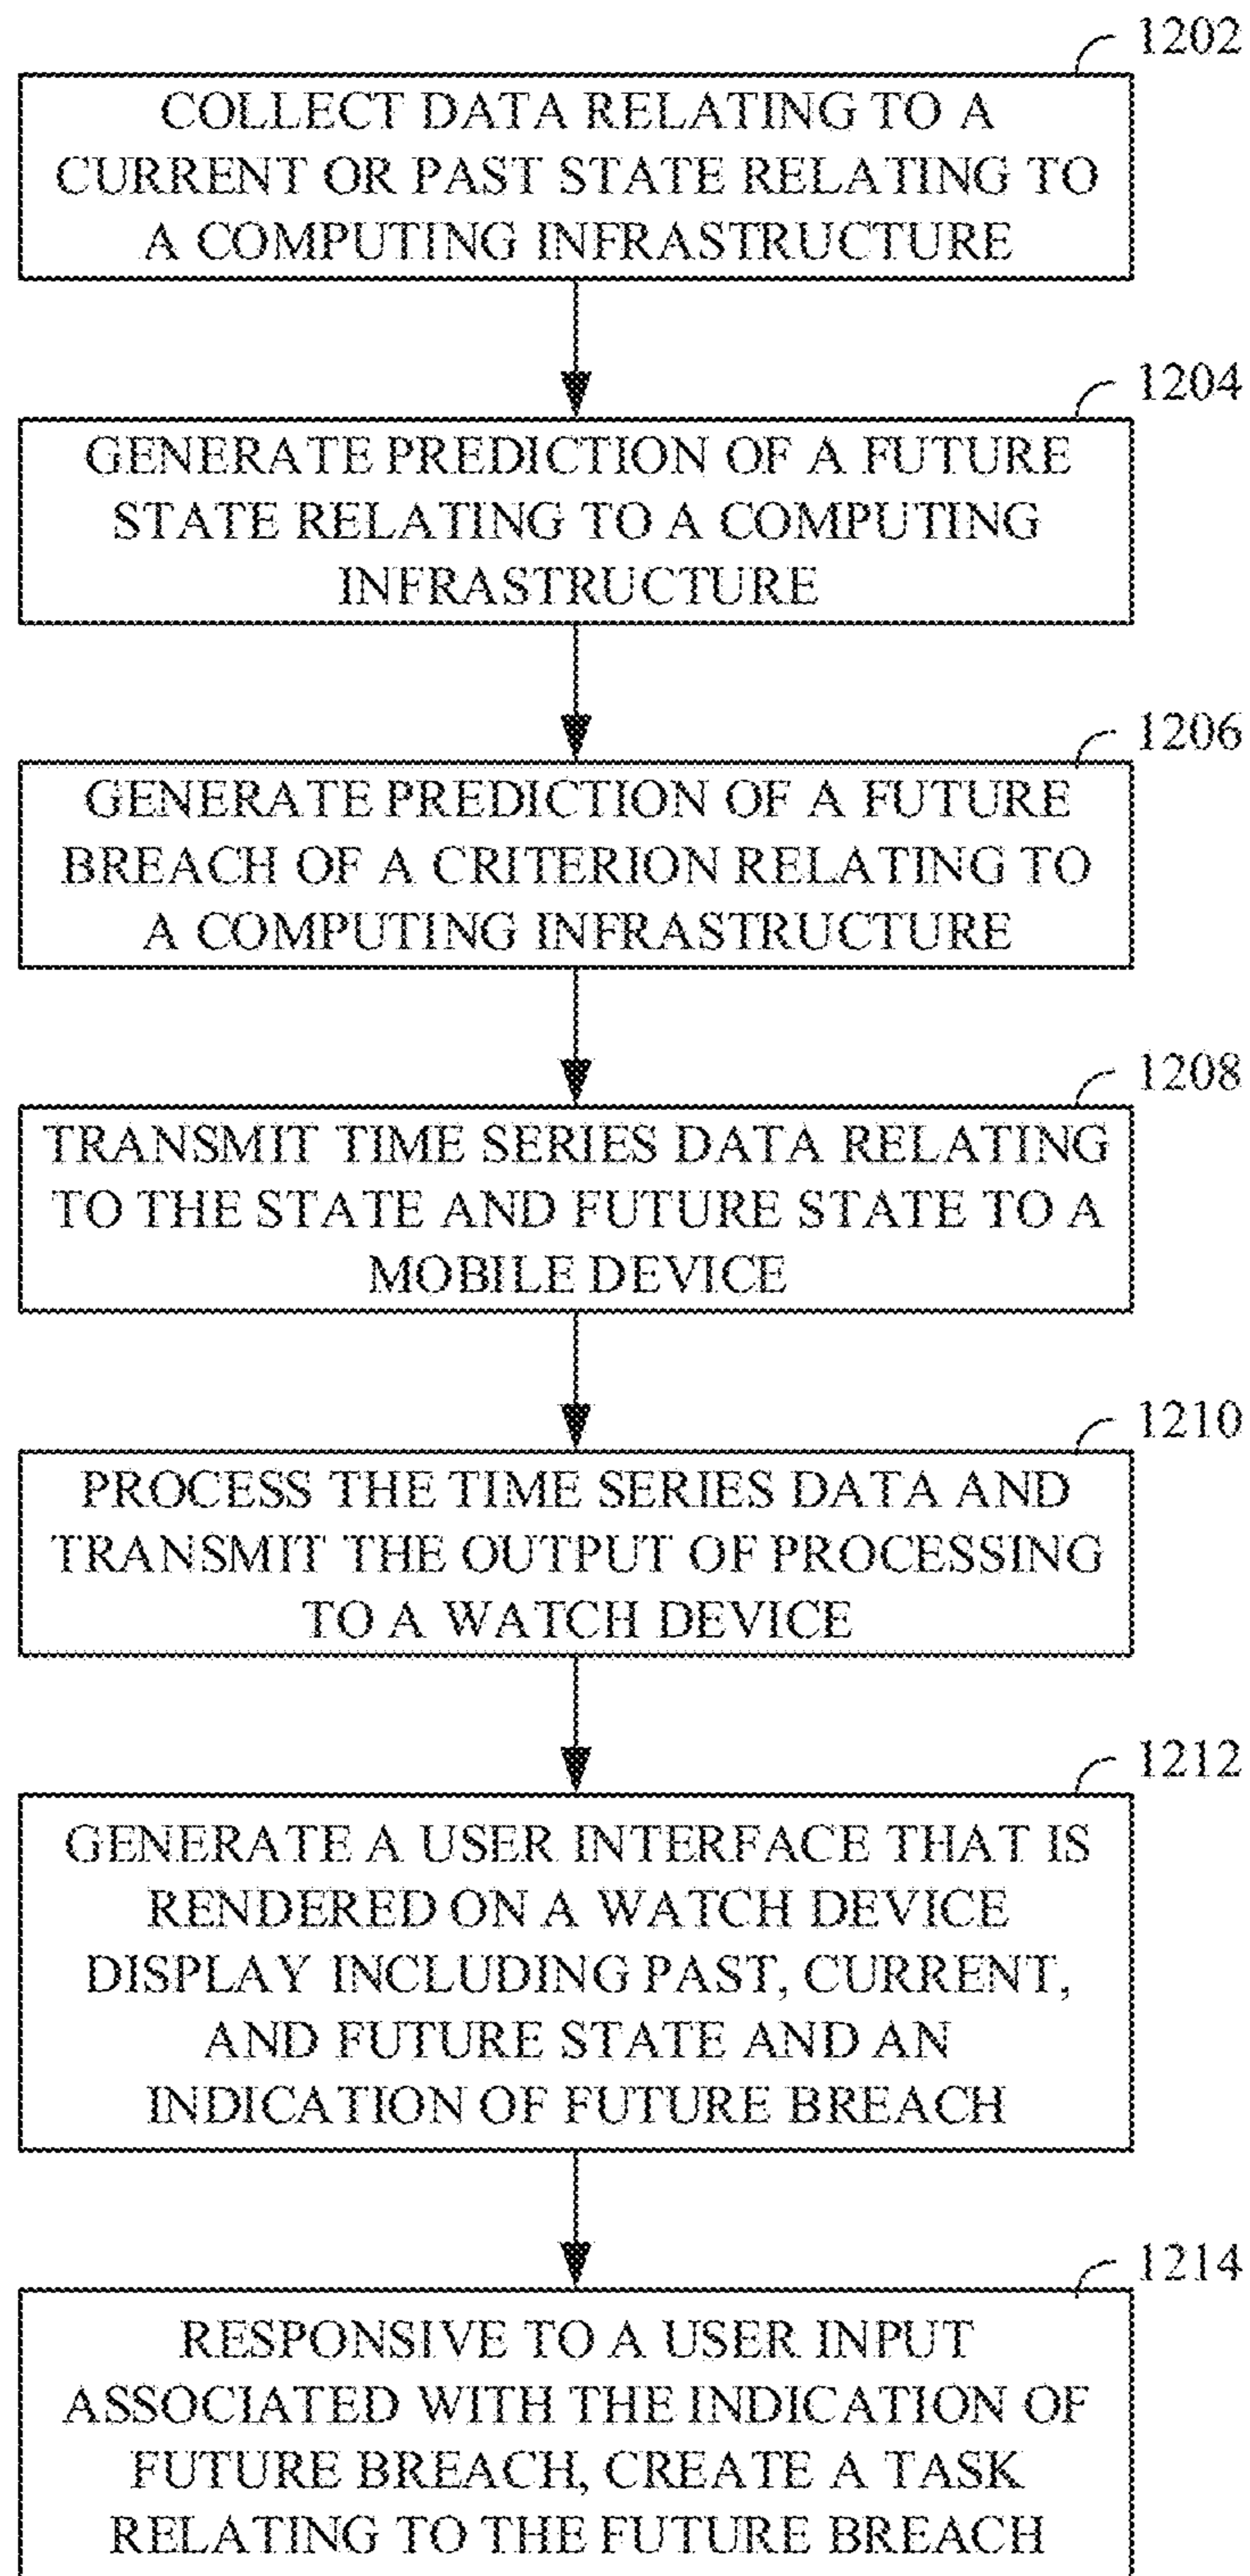 1202
COLLECT DATA RELATING TO A
CURRENT OR PAST STATE RELATING TO
A COMPUTING INFRASTRUCTURE
1204
GENERATE PREDICTION OF A FUTURE
STATE RELATING TO A COMPUTING
INFRASTRUCTURE
1206
GENERATE PREDICTION OF A FUTURE
BREACH OF A CRITERION RELATING TO
A COMPUTING INFRASTRUCTURE
1208
TRANSMIT TIME SERIES DATA RELATING
TO THE STATE AND FUTURE STATE TO A
MOBILE DEVICE
1210
PROCESS THE TIME SERIES DATA AND
TRANSMIT THE OUTPUT OF PROCESSING
TO A WATCH DEVICE
1212
GENERATE A USER INTERFACE THAT IS
RENDERED ON A WATCH DEVICE
DISPLAY INCLUDING PAST, CURRENT,
AND FUTURE STATE AND AN
INDICATION OF FUTURE BREACH
1214
RESPONSIVE TO A USER INPUT
ASSOCIATED WITH THE INDICATION OF
FUTURE BREACH, CREATE A TASK
RELATING TO THE FUTURE BREACH